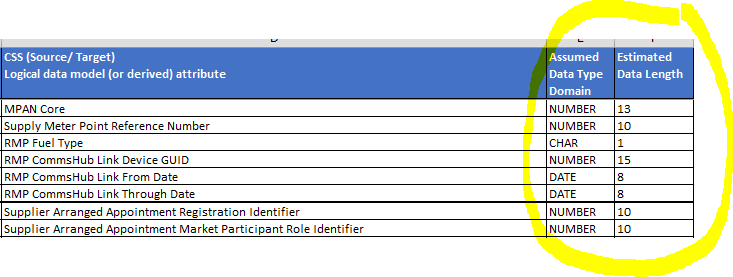 CSS (Source/ Target) Assumed Estimated
Logical data model (or derived) attribute Data Type Data Length
Domain
MPAN Core NUMBER 13
Supply Meter Point Reference Number NUMBER 10
RMP Fuel Type CHAR 1
RMP CommsHub Link Device GUID NUMBER 15
RMP CommsHub Link From Date DATE 8
RMP CommsHub Link Through Date DATE 8
Supplier Arranged Appointment Registration Identifier NUMBER 10
Supplier Arranged Appointment Market Participant Role Identifier NUMBER 10